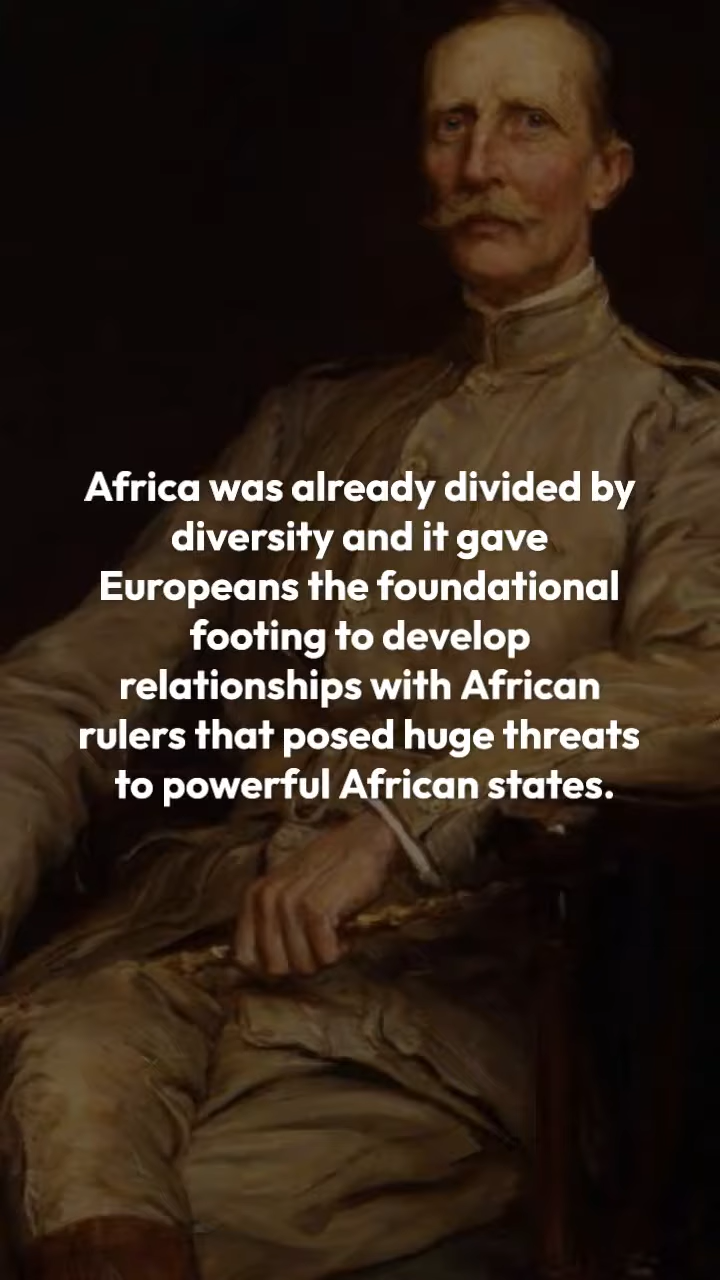 Africa was already divided by
diversity and it gave
Europeans the foundational
footing to develop
relationships with African
rulers that posed huge threats
to powerful African states.